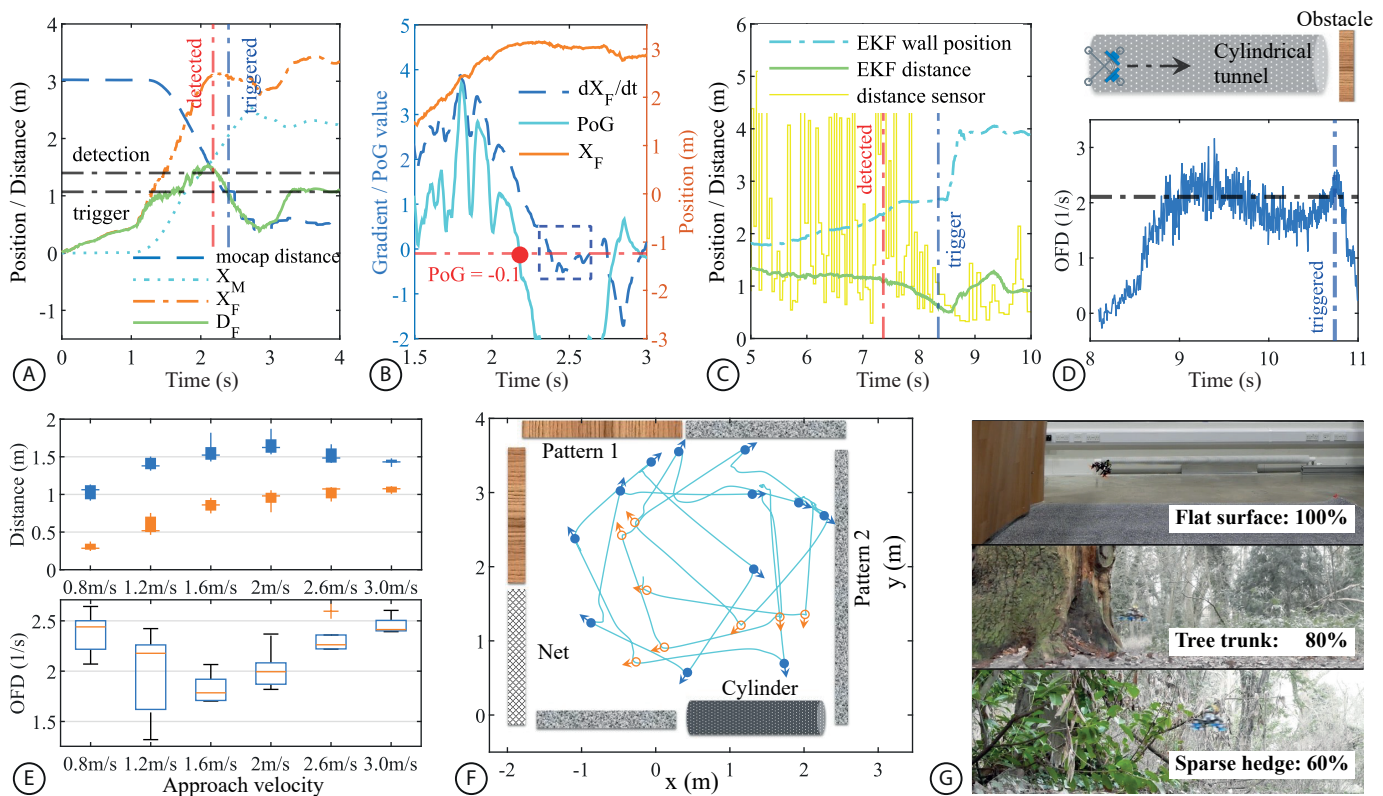 4
3
2
1
0
-1
Position / Distance (m)
detected
triggered
detection
trigger
mocap distance
X_M
X_F
D_F
0
1
2
3
4
Time (s)
A
5
4
3
2
1
0
-1
-2
Gradient / PoG value
dX_F/dt
PoG
X_F
PoG = -0.1
3
2
1
0
-1
-2
-3
Position (m)
1.5
2
2.5
3
Time (s)
B
6
5
4
3
2
1
0
Position / Distance (m)
EKF wall position
EKF distance
distance sensor
detected
trigger
5
6
7
8
9
10
Time (s)
C
Obstacle
Cylindrical
tunnel
3
2
1
0
OFD (1/s)
triggered
8
9
10
11
Time (s)
D
2
1.5
1
0.5
0
Distance (m)
0.8m/s 1.2m/s 1.6m/s 2m/s 2.6m/s 3.0m/s
2.5
2
1.5
OFD (1/s)
0.8m/s 1.2m/s 1.6m/s 2m/s 2.6m/s 3.0m/s
Approach velocity
E
4
3
2
1
0
Pattern 1
Pattern 2
y (m)
Net
Cylinder
-2
-1
0
1
2
3
x (m)
F
Flat surface: 100%
Tree trunk: 80%
Sparse hedge: 60%
G